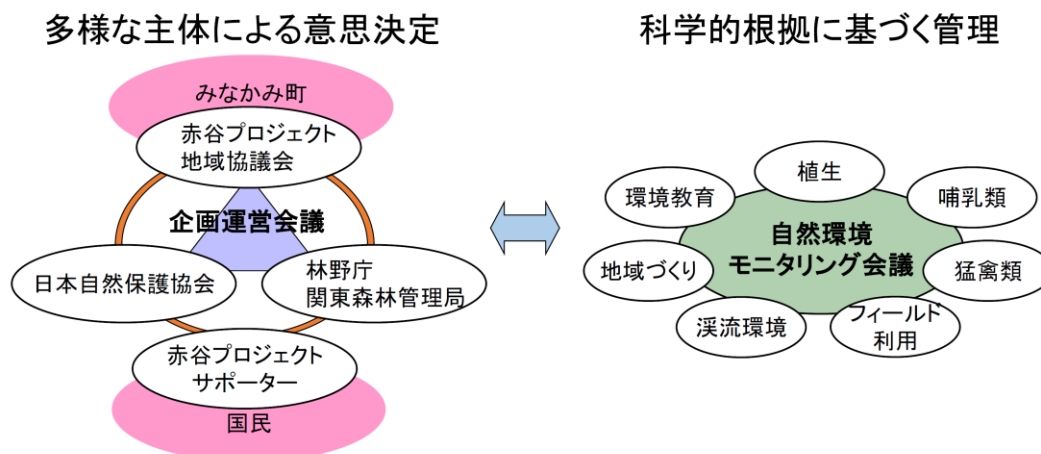 多様な主体による意思決定
みなかみ町
赤谷プロジェクト
地域協議会
企画運営会議
日本自然保護協会
林野庁
関東森林管理局
赤谷プロジェクト
サポーター
国民
科学的根拠に基づく管理
植生
環境教育
哺乳類
自然環境
モニタリング会議
地域づくり
猛禽類
渓流環境
フィールド
利用